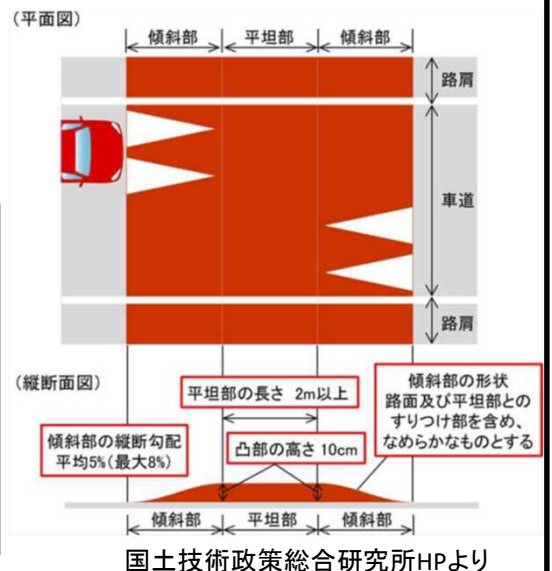 (平面図)
傾斜部 平坦部 傾斜部
路肩
車道
路肩
(縦断面図)
平坦部の長さ 2m以上
傾斜部の形状
路面及び平坦部との
すりつけ部を含め、
なめらかなものとする
傾斜部の縦断勾配
平均5%(最大8%)
凸部の高さ 10cm
傾斜部 平坦部 傾斜部
国土技術政策総合研究所HPより